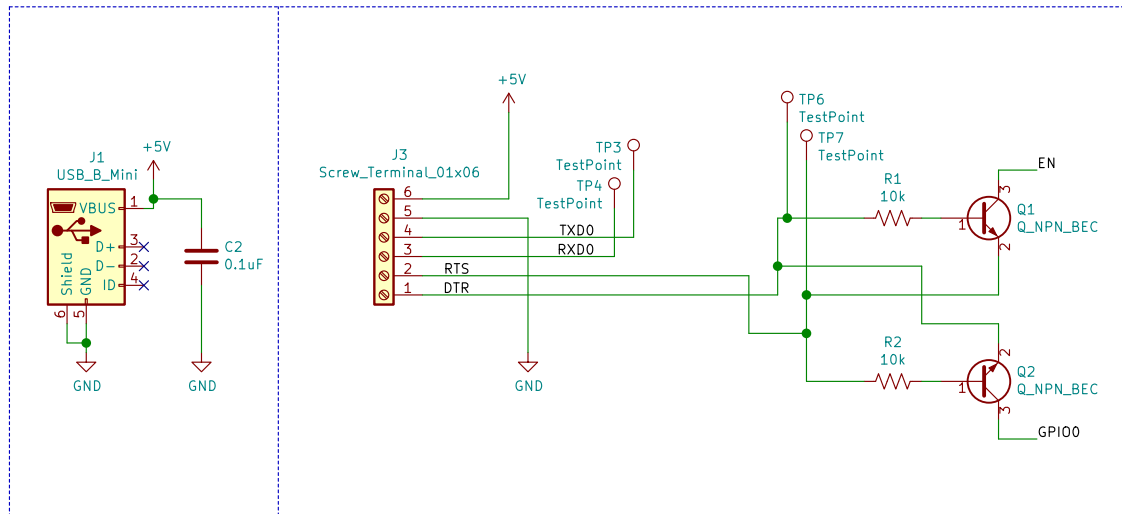 +5V
J1
USB_B_Mini
VBUS
1
D+
3
D-
2
ID
4
Shield
GND
6
5
GND
C2
0.1uF
GND
+5V
J3
Screw_Terminal_01x06
6
5
4
3
2
1
TXD0
RXD0
RTS
DTR
TP3
TestPoint
TP4
TestPoint
GND
TP6
TestPoint
TP7
TestPoint
R1
10k
EN
3
Q1
Q_NPN_BEC
1
2
R2
10k
2
Q2
Q_NPN_BEC
1
3
GPIO0